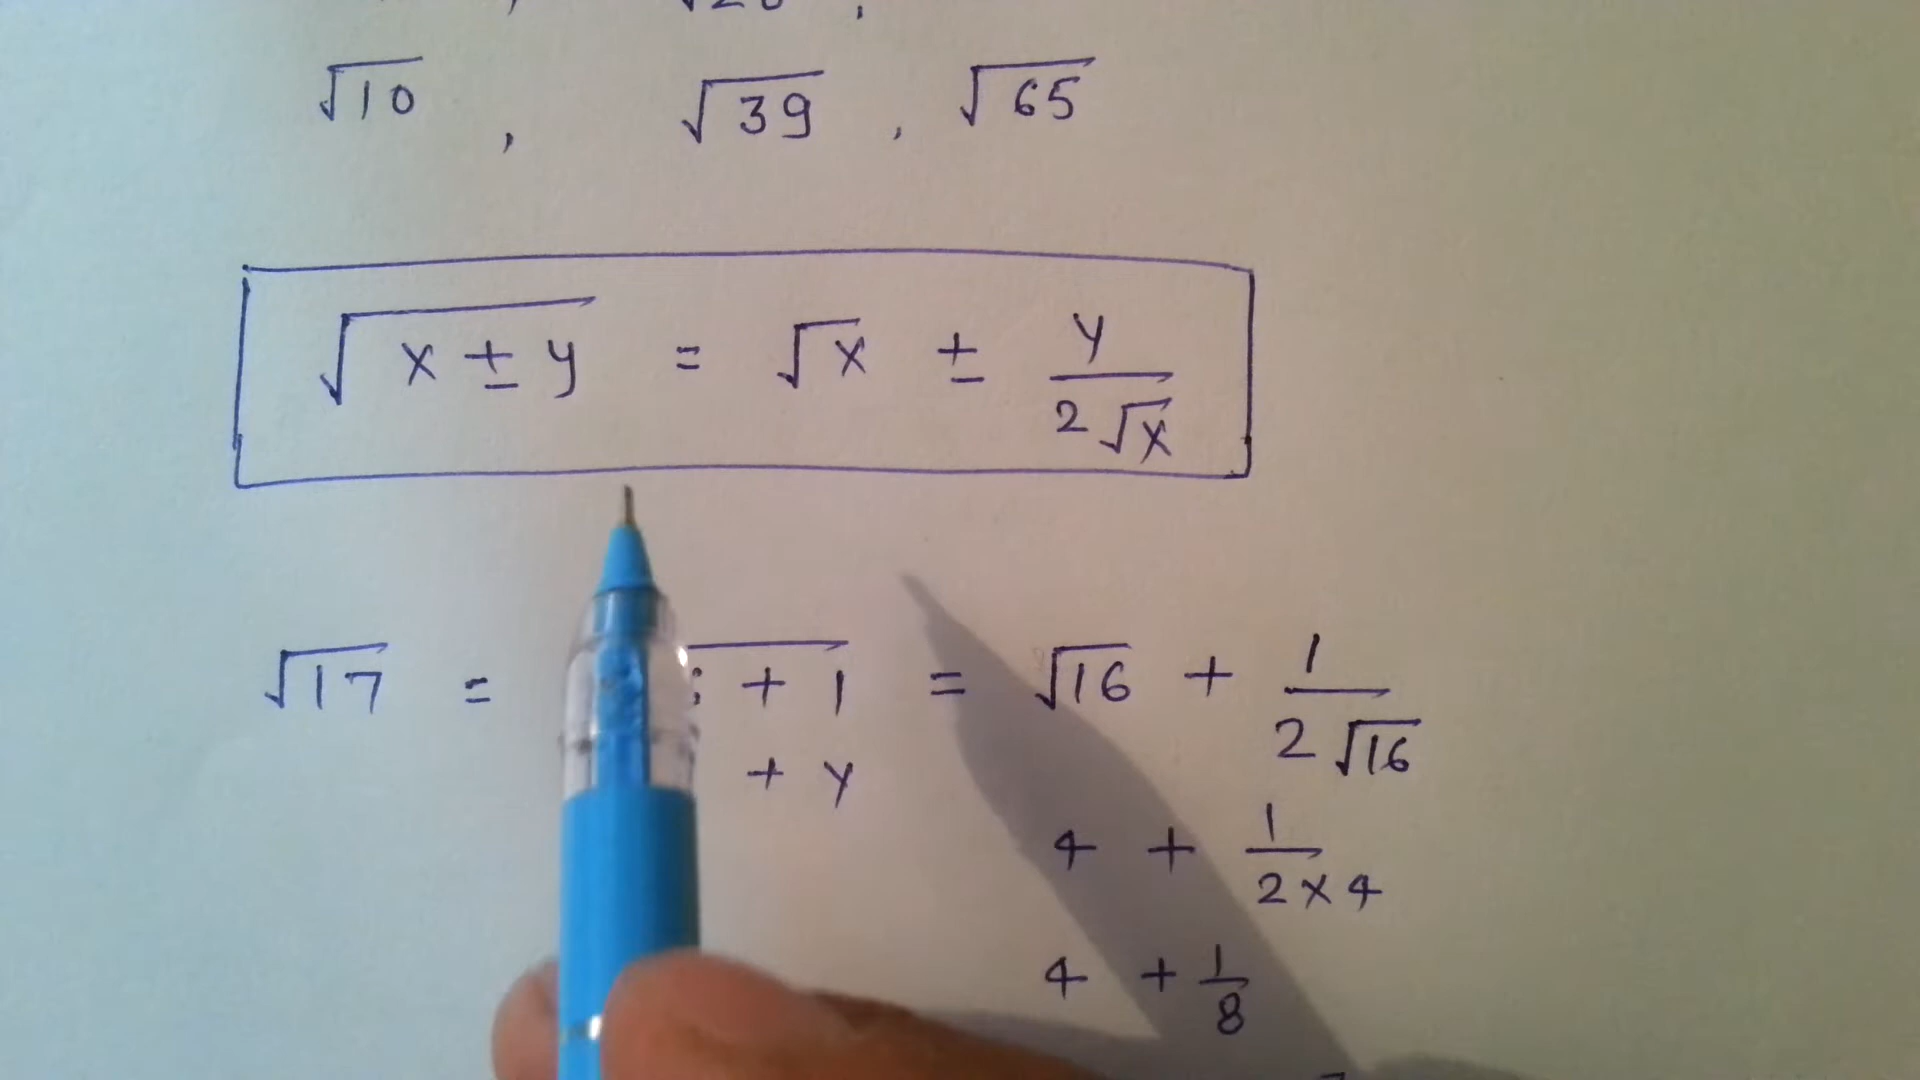 √10 , √39 , √65
√(x ± y) = √x ± y/(2√x)
√17 = + 1 = √16 + 1/(2√16)
+ y
4 + 1/(2×4)
4 + 1/8